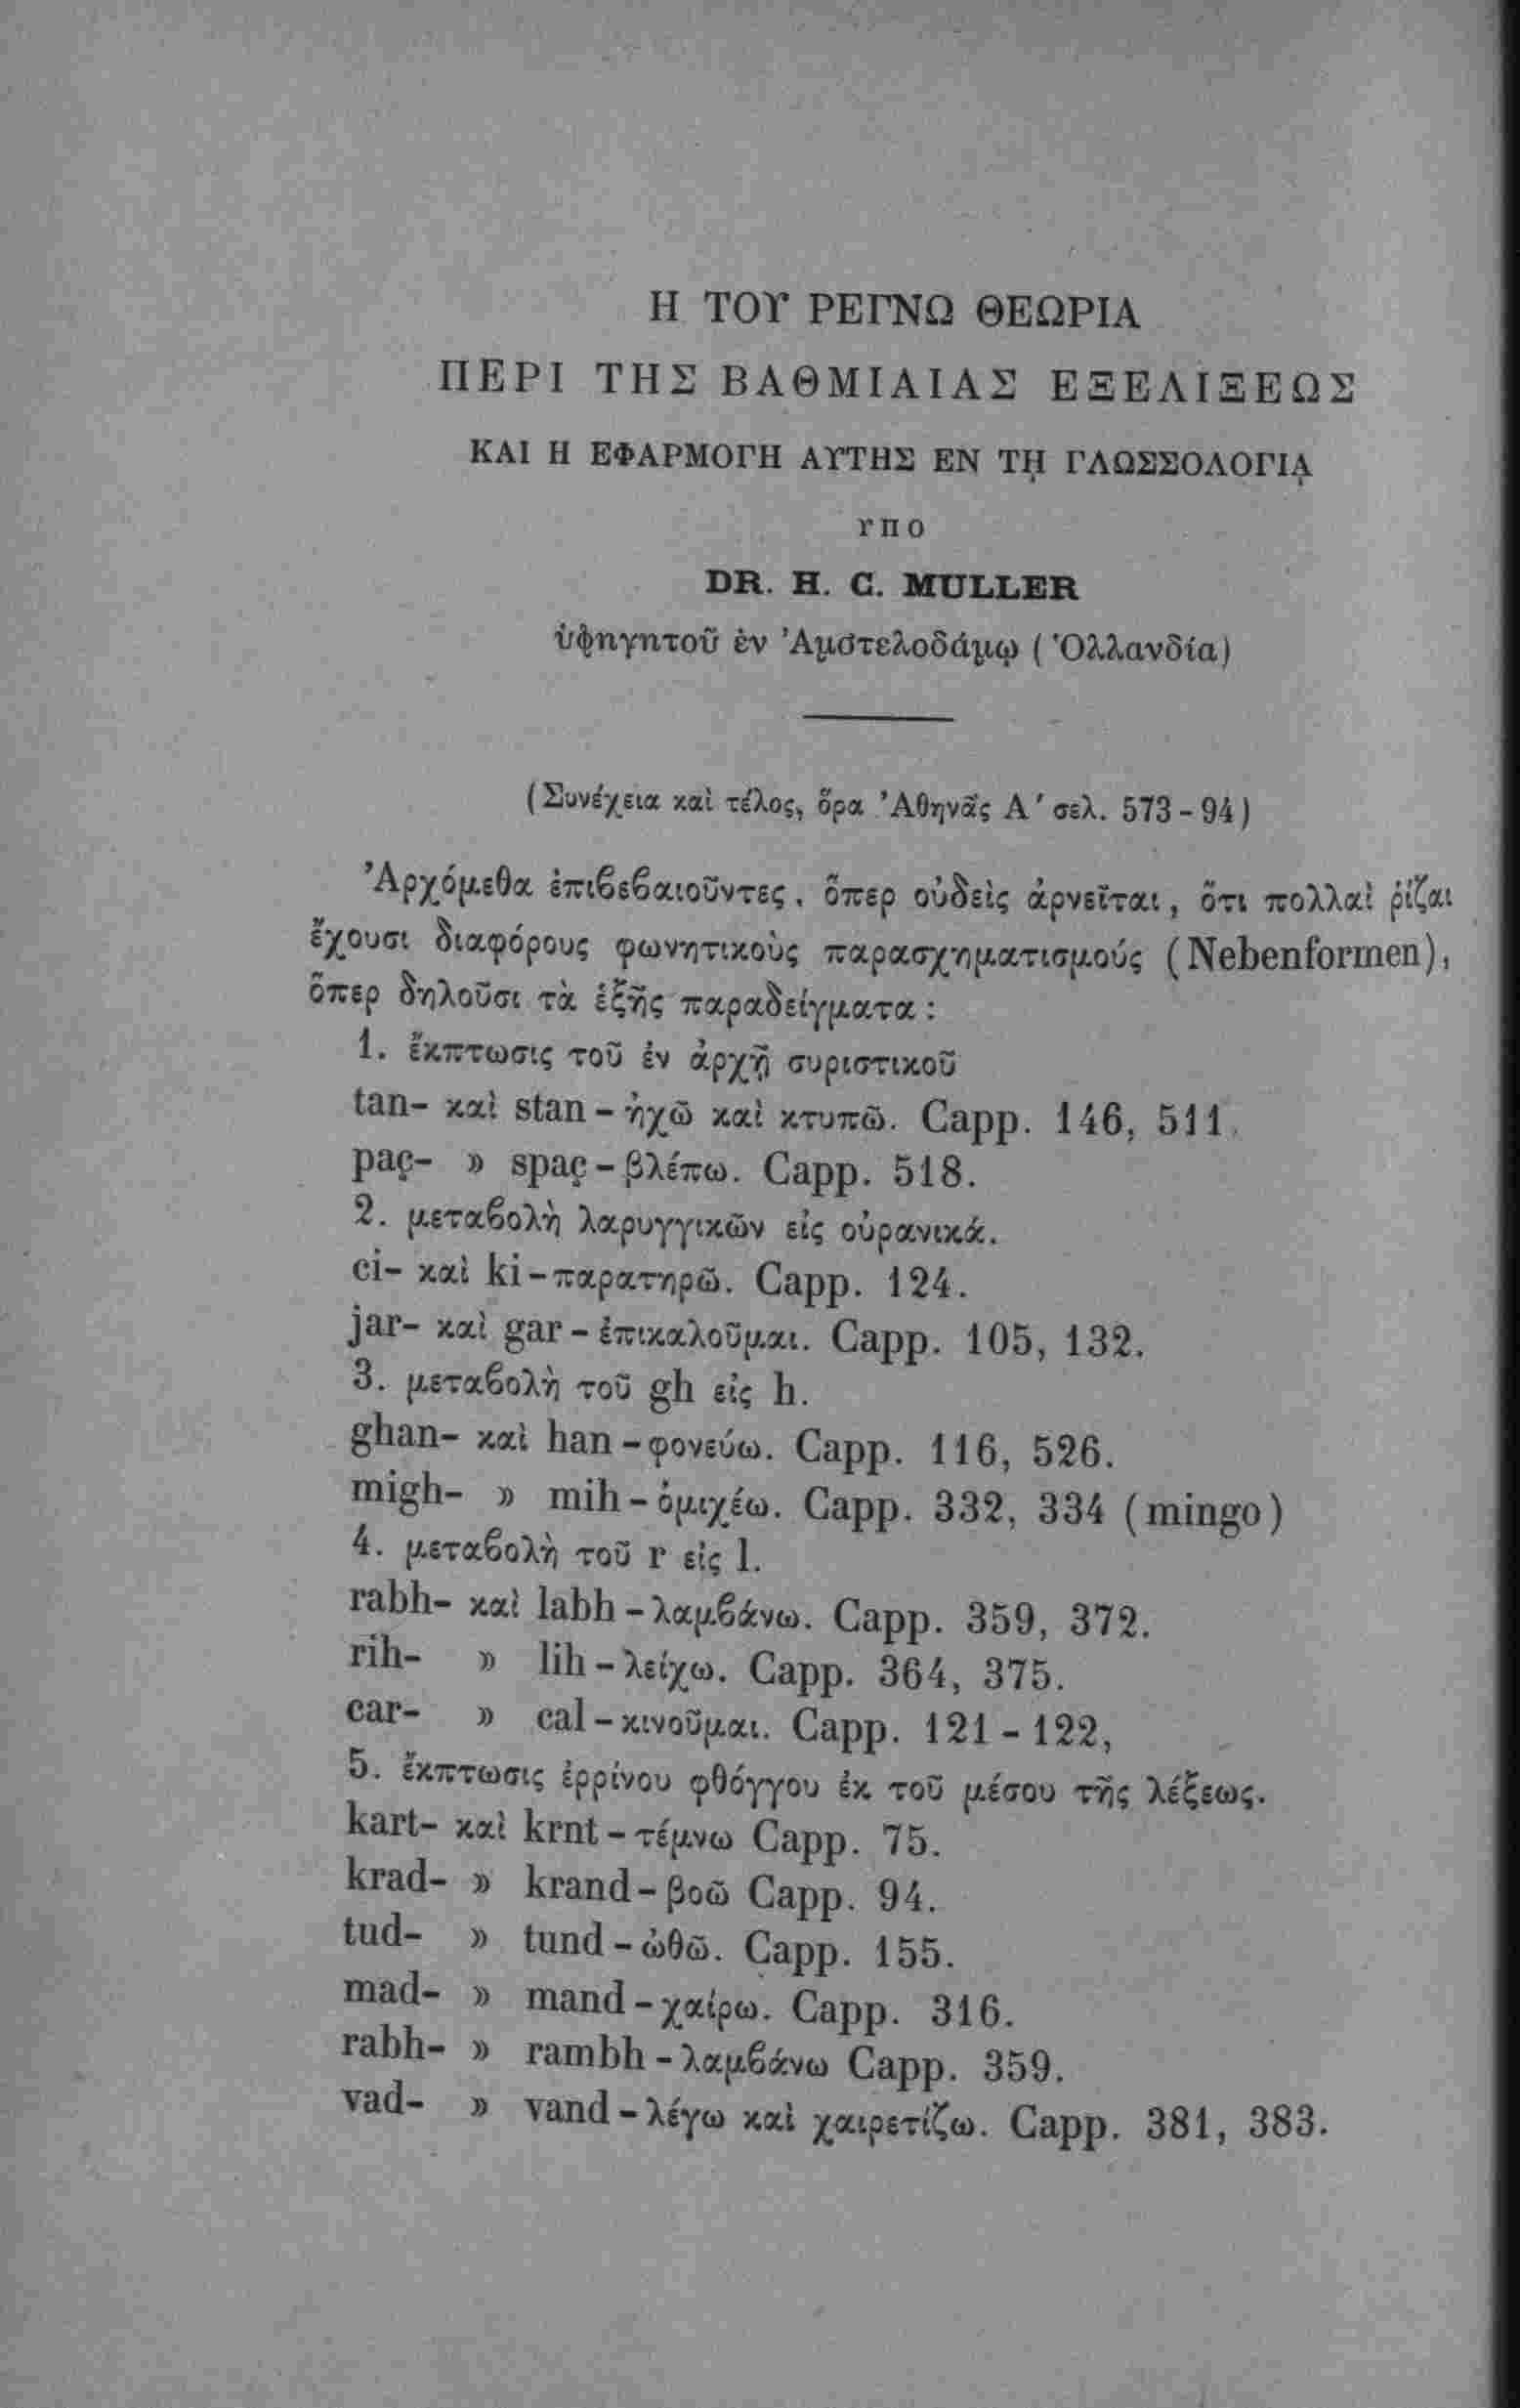 Η ΤΟΥ ΡΕΓΝΩ ΘΕΩΡΙΑ
ΠΕΡΙ ΤΗΣ ΒΑΘΜΙΑΙΑΣ ΕΞΕΛΙΞΕΩΣ
ΚΑΙ Η ΕΦΑΡΜΟΓΗ ΑΥΤΗΣ ΕΝ Τῌ ΓΛΩΣΣΟΛΟΓΙᾼ
ΥΠΟ
DR. H. C. MULLER
ὑφηγητοῦ ἐν Ἀμστελοδάμῳ (Ὁλλανδία)
(Συνέχεια καὶ τέλος, ὅρα Ἀθηνᾶς Α′ σελ. 573-94)
Ἀρχόμεθα ἐπιϐεϐαιοῦντες, ὅπερ οὐδεὶς ἀρνεῖται, ὅτι πολλαὶ ῥίζαι
ἔχουσι διαφόρους φωνητικοὺς παρασχηματισμούς (Nebenformen),
ὅπερ δηλοῦσι τὰ ἑξῆς παραδείγματα:
1. ἔκπτωσις τοῦ ἐν ἀρχῇ συριστικοῦ
tan- καὶ stan - ἠχῶ καὶ κτυπῶ. Capp. 146, 511.
paç- » spaç - βλέπω. Capp. 518.
2. μεταϐολὴ λαρυγγικῶν εἰς οὐρανικά.
ci- καὶ ki - παρατηρῶ. Capp. 124.
jar- καὶ gar - ἐπικαλοῦμαι. Capp. 105, 132.
3. μεταϐολὴ τοῦ gh εἰς h.
ghan- καὶ han - φονεύω. Capp. 116, 526.
migh- » mih - ὀμιχέω. Capp. 332, 334 (mingo)
4. μεταϐολὴ τοῦ r εἰς l.
rabh- καὶ labh - λαμϐάνω. Capp. 359, 372.
rih- » lih - λείχω. Capp. 364, 375.
car- » cal - κινοῦμαι. Capp. 121 - 122,
5. ἔκπτωσις ἐρρίνου φθόγγου ἐκ τοῦ μέσου τῆς λέξεως.
kart- καὶ krnt - τέμνω Capp. 75.
krad- » krand - βοῶ Capp. 94.
tud- » tund - ὠθῶ. Capp. 155.
mad- » mand - χαίρω. Capp. 316.
rabh- » rambh - λαμϐάνω Capp. 359.
vad- » vand - λέγω καὶ χαιρετίζω. Capp. 381, 383.